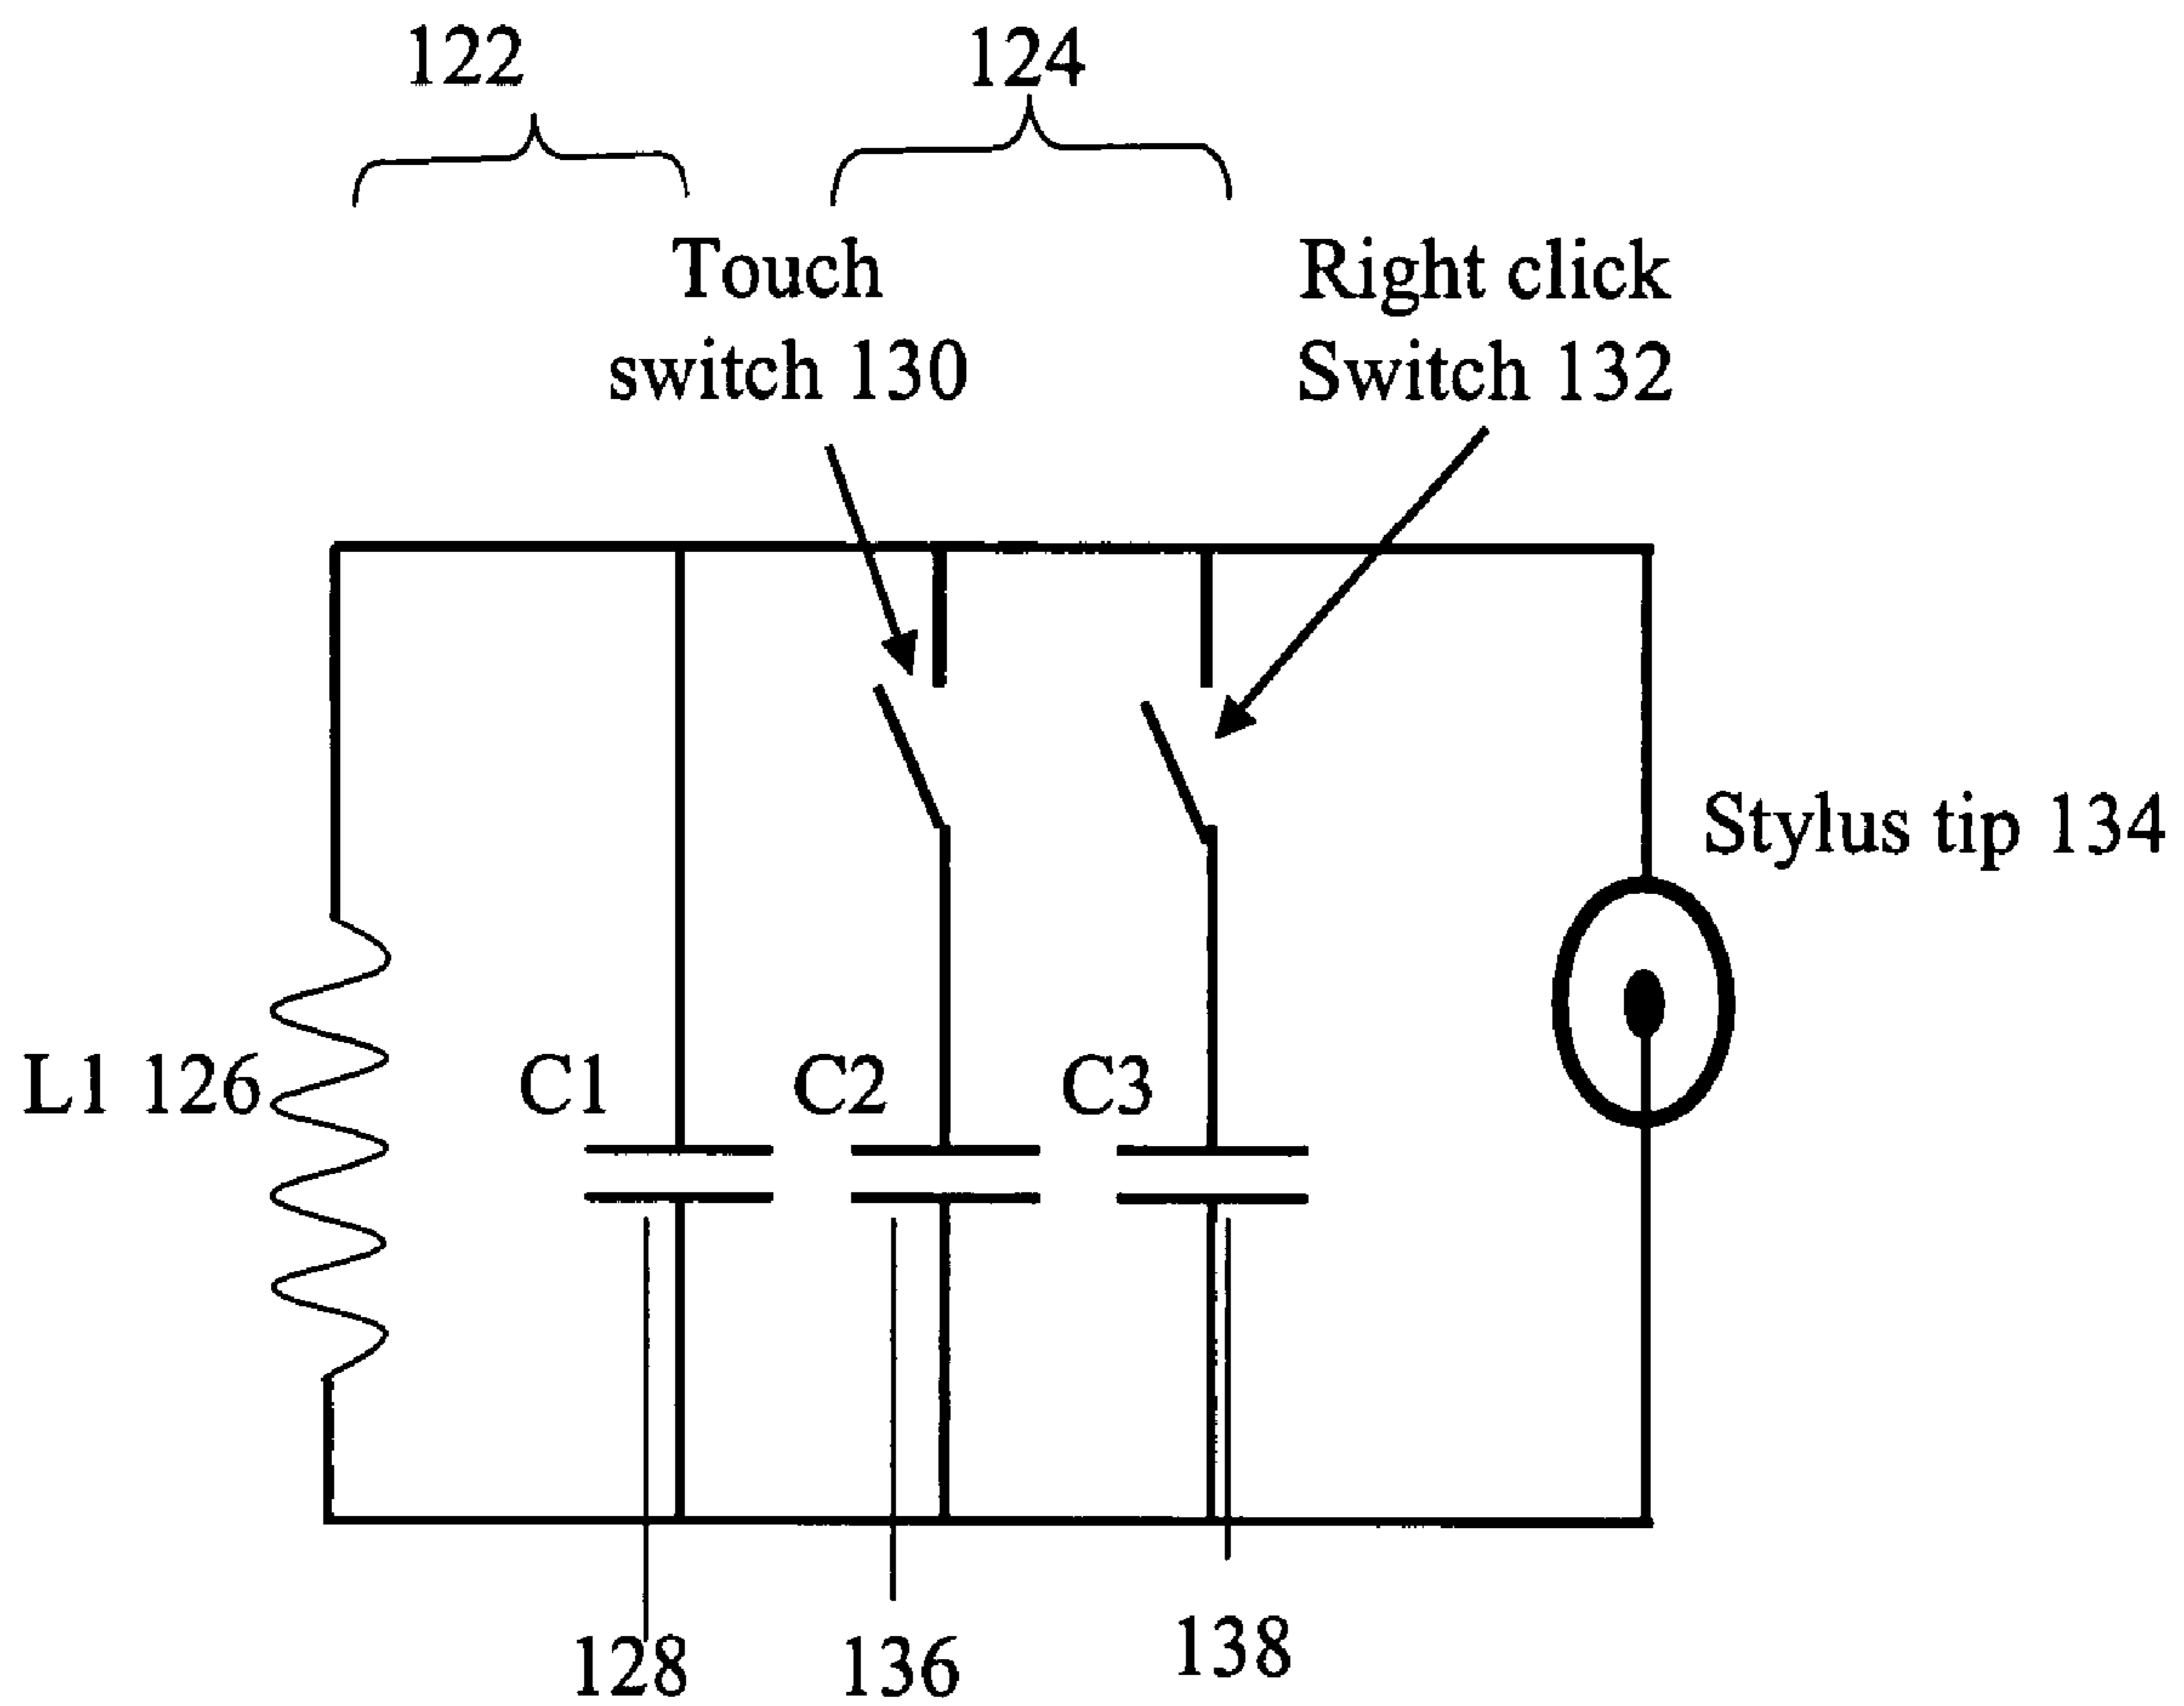 122
124
Touch
switch 130
Right click
Switch 132
Stylus tip 134
L1 126
C1
C2
C3
128
136
138